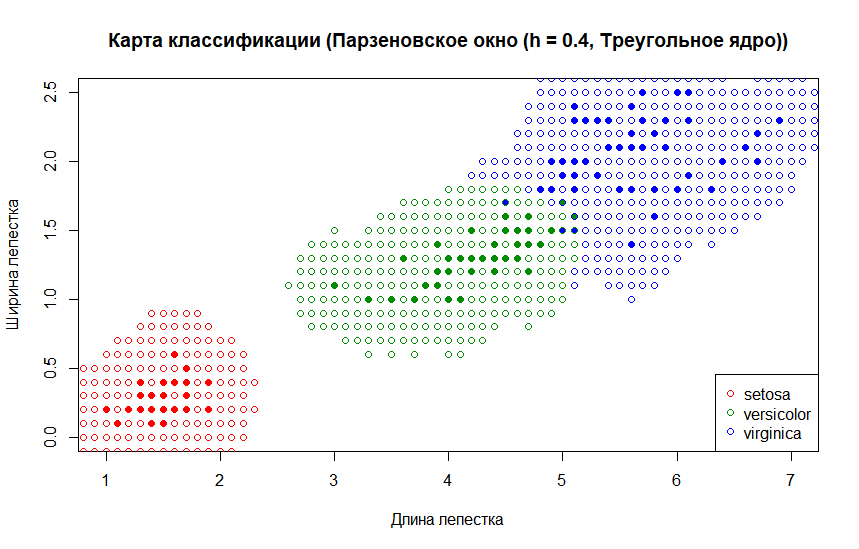 Карта классификации (Парзеновское окно (h = 0.4, Треугольное ядро))
Ширина лепестка
2.5
2.0
1.5
1.0
0.5
0.0
setosa
versicolor
virginica
1 2 3 4 5 6 7
Длина лепестка